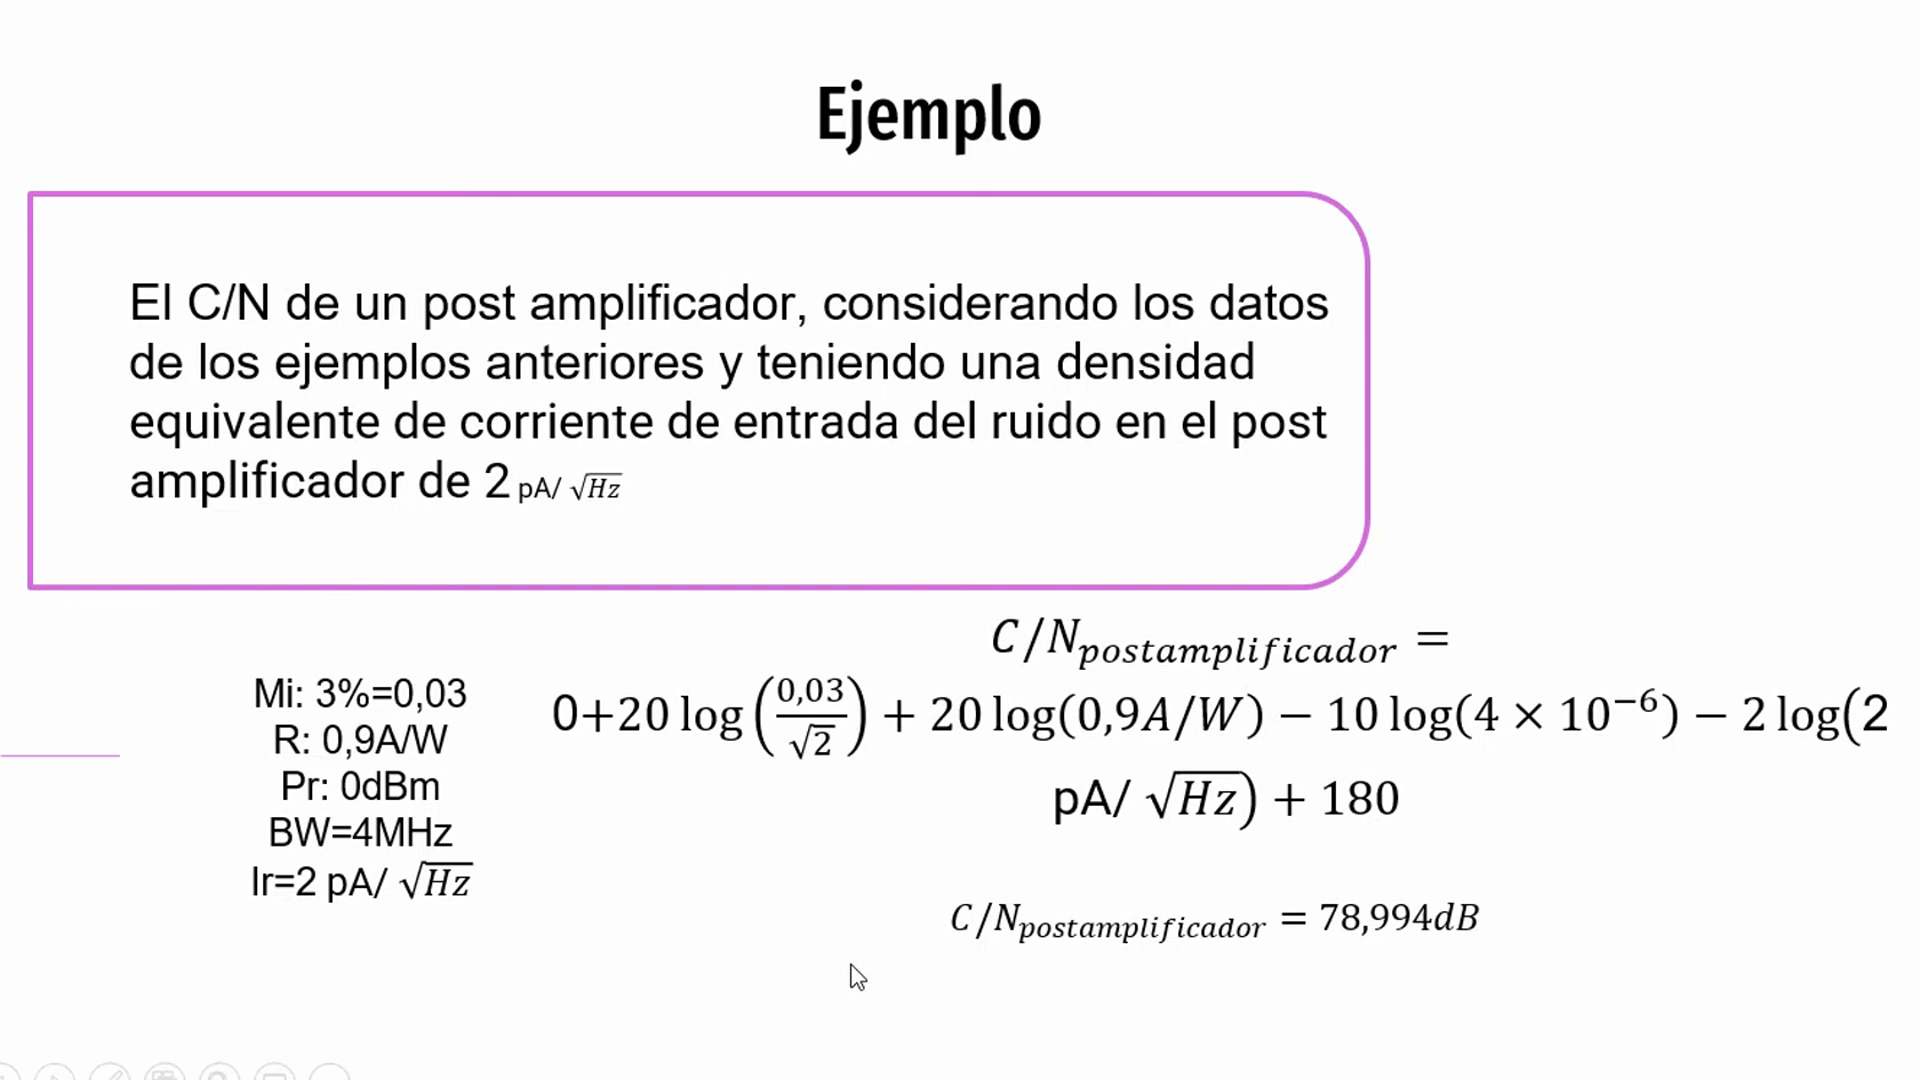 Ejemplo
El C/N de un post amplificador, considerando los datos
de los ejemplos anteriores y teniendo una densidad
equivalente de corriente de entrada del ruido en el post
amplificador de 2 pA/ √Hz
Mi: 3%=0,03
R: 0,9A/W
Pr: 0dBm
BW=4MHz
Ir=2 pA/ √Hz
C/N_postamplificador =
0+20 log(0,03/√2) + 20 log(0,9A/W) − 10 log(4 × 10⁻⁶) − 2 log(2
pA/ √Hz) + 180
C/N_postamplificador = 78,994dB